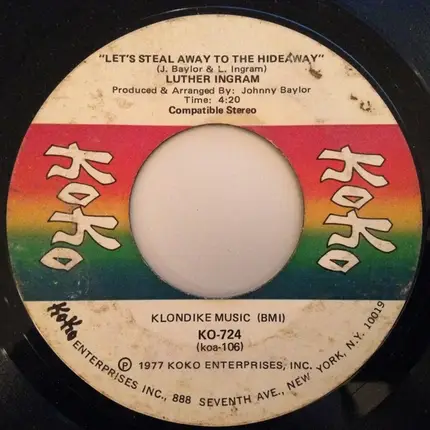 "LET'S STEAL AWAY TO THE HIDEAWAY"
(J. Baylor & L. Ingram)
LUTHER INGRAM
Produced & Arranged By: Johnny Baylor
Time: 4:20
Compatible Stereo
KOKO
KOKO
KLONDIKE MUSIC (BMI)
KO-724
(koa-106)
℗ 1977 KOKO ENTERPRISES, INC.
KoKo ENTERPRISES INC., 888 SEVENTH AVE., NEW YORK, N.Y. 10019